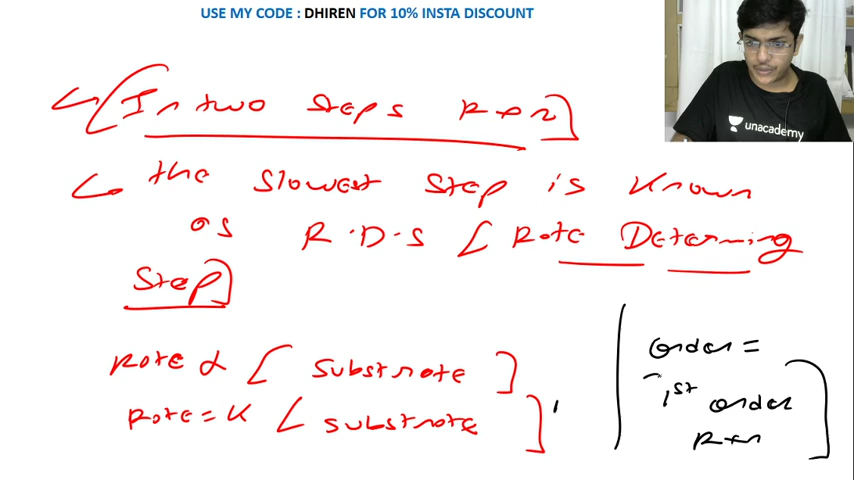 USE MY CODE : DHIREN FOR 10% INSTA DISCOUNT
unacademy
[In two steps rxn]
the slowest step is known
as R.D.S [Rate Determing
Step]
Rate α [substrate]
Rate = K [substrate]¹
order =
1st order
Rxn